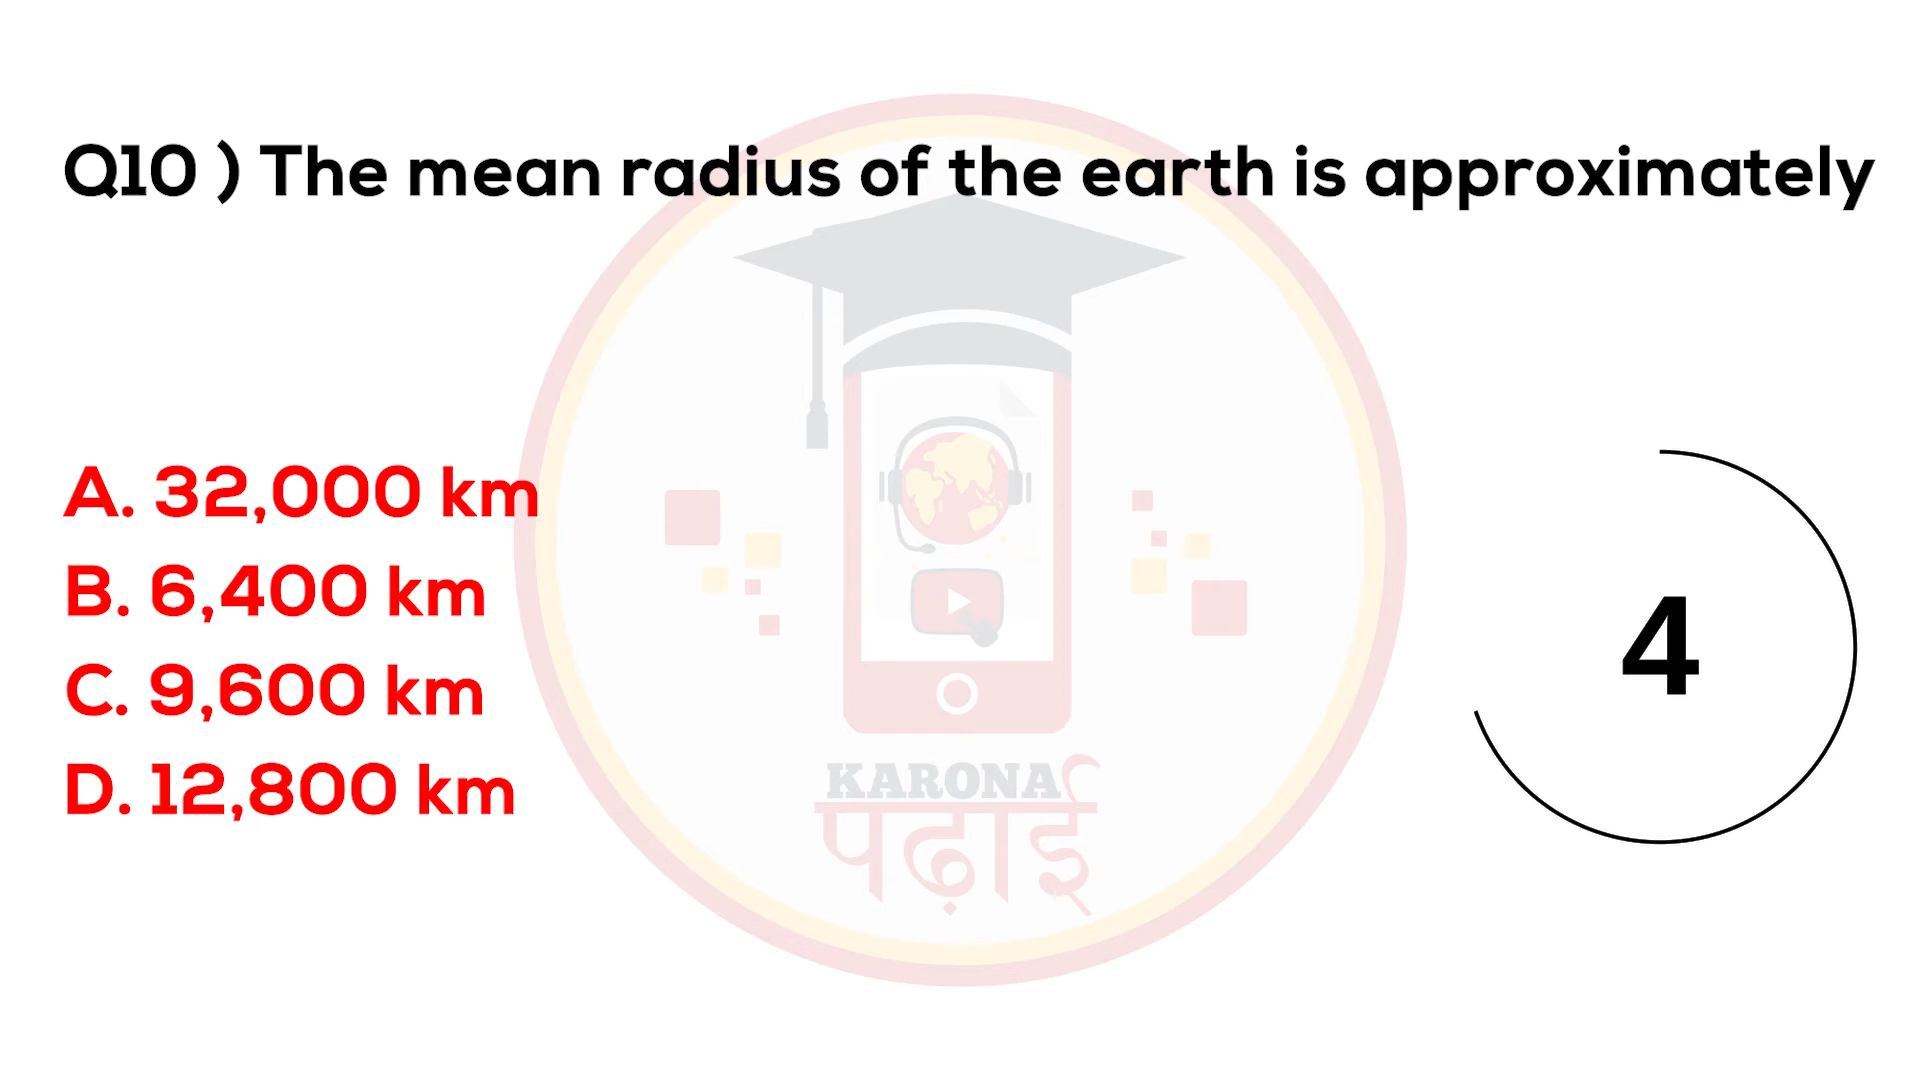 Q10 ) The mean radius of the earth is approximately
A. 32,000 km
B. 6,400 km
C. 9,600 km
D. 12,800 km
4
KARONA
पढ़ाई